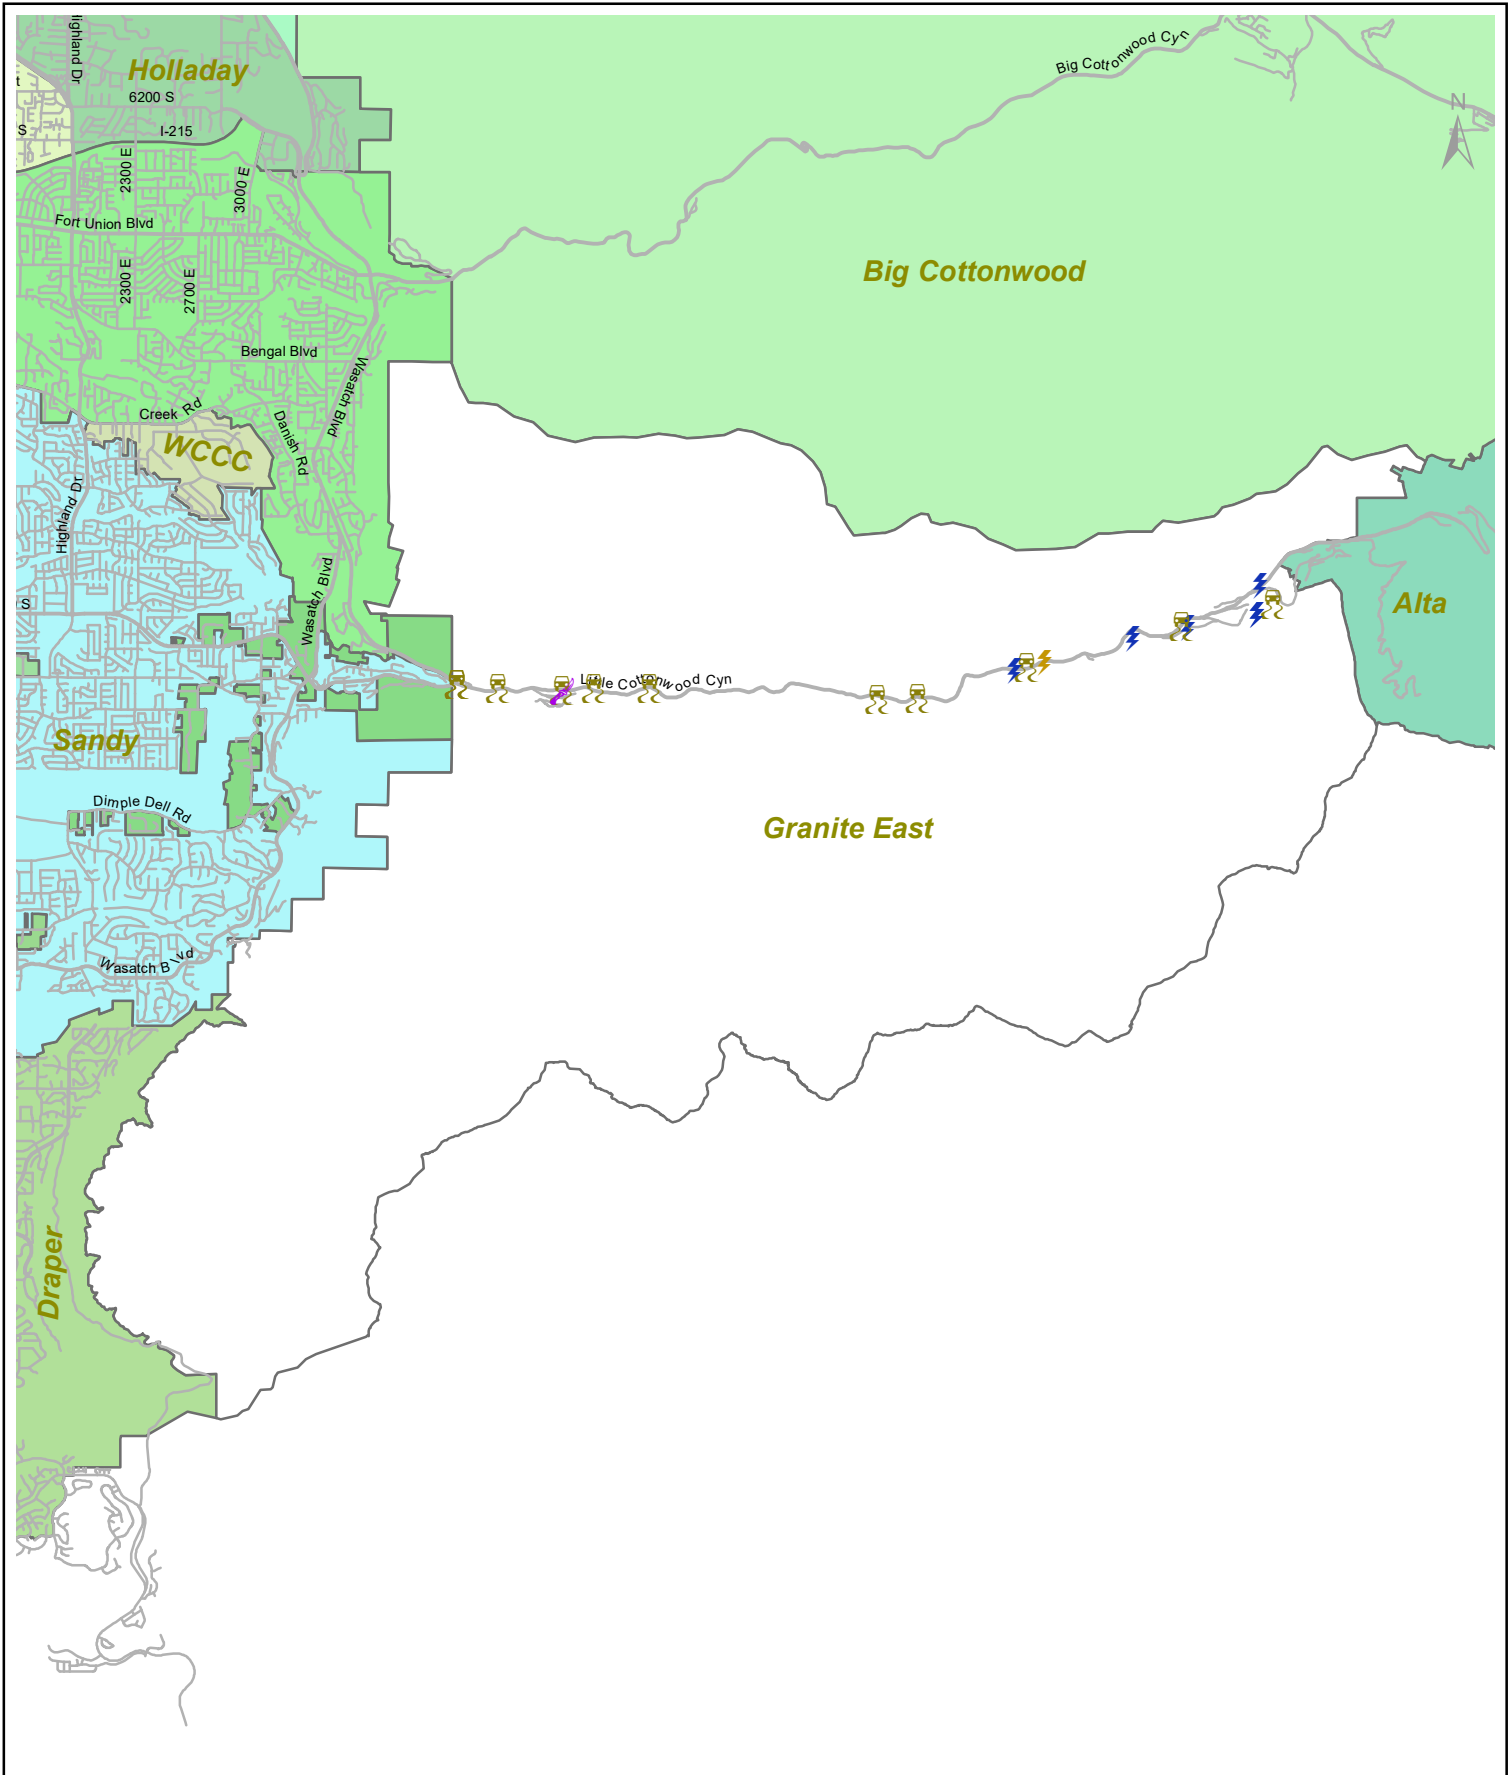 Highland Dr
Holladay
6200 S
I-215
t
S
2300 E
3000 E
Fort Union Blvd
2300 E
2700 E
Bengal Blvd
Wasatch Blvd
Creek Rd
Danish Rd
WCCC
Highland Dr
Wasatch Blvd
S
Big Cottonwood Cyn
N
Big Cottonwood
Alta
Little Cottonwood Cyn
Sandy
Dimple Dell Rd
Granite East
Wasatch Blvd
Draper